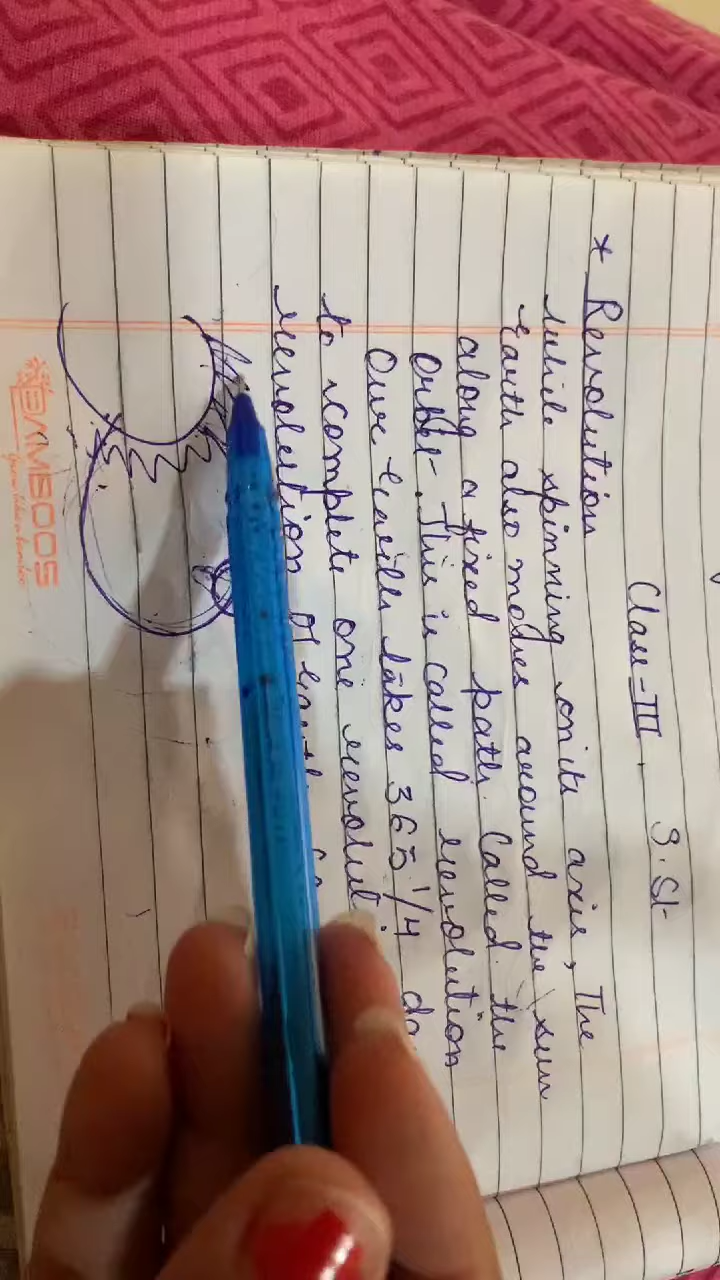 Class-III. S.St
* Revolution
while spinning on its axis, The
Earth also moves around the sun
along a fixed path. Called the
Orbit. This is called revolution
Our earth takes 365 1/4
to complete one revolut
revolution of earth
BAMBOOS